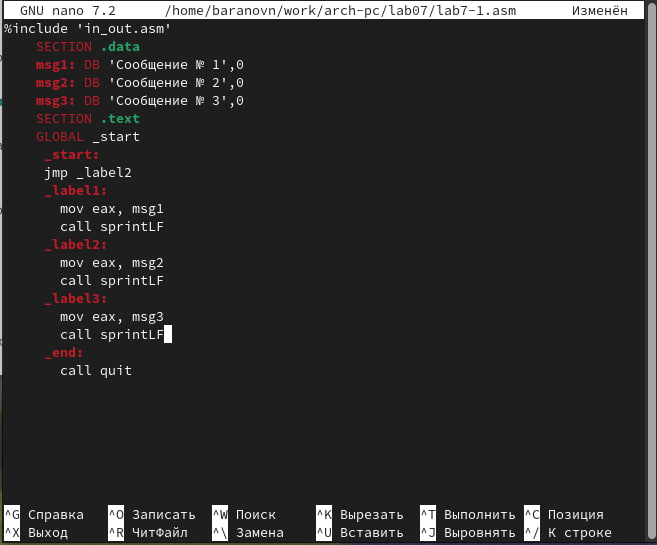 GNU nano 7.2 /home/baranovn/work/arch-pc/lab07/lab7-1.asm Изменён
%include 'in_out.asm'
SECTION .data
msg1: DB 'Сообщение № 1',0
msg2: DB 'Сообщение № 2',0
msg3: DB 'Сообщение № 3',0
SECTION .text
GLOBAL _start
_start:
jmp _label2
_label1:
mov eax, msg1
call sprintLF
_label2:
mov eax, msg2
call sprintLF
_label3:
mov eax, msg3
call sprintLF
_end:
call quit
^G Справка ^O Записать ^W Поиск ^K Вырезать ^T Выполнить ^C Позиция
^X Выход ^R ЧитФайл ^\ Замена ^U Вставить ^J Выровнять ^/ К строке